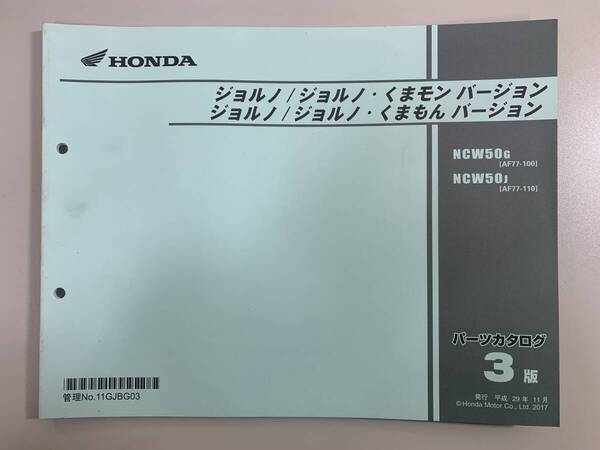 HONDA
ジョルノ / ジョルノ・くまモン バージョン
ジョルノ / ジョルノ・くまもん バージョン
NCW50G
[AF77-100]
NCW50J
[AF77-110]
パーツカタログ
3版
発行 平成 29年 11月
©Honda Motor Co., Ltd. 2017
管理No.11GJBG03